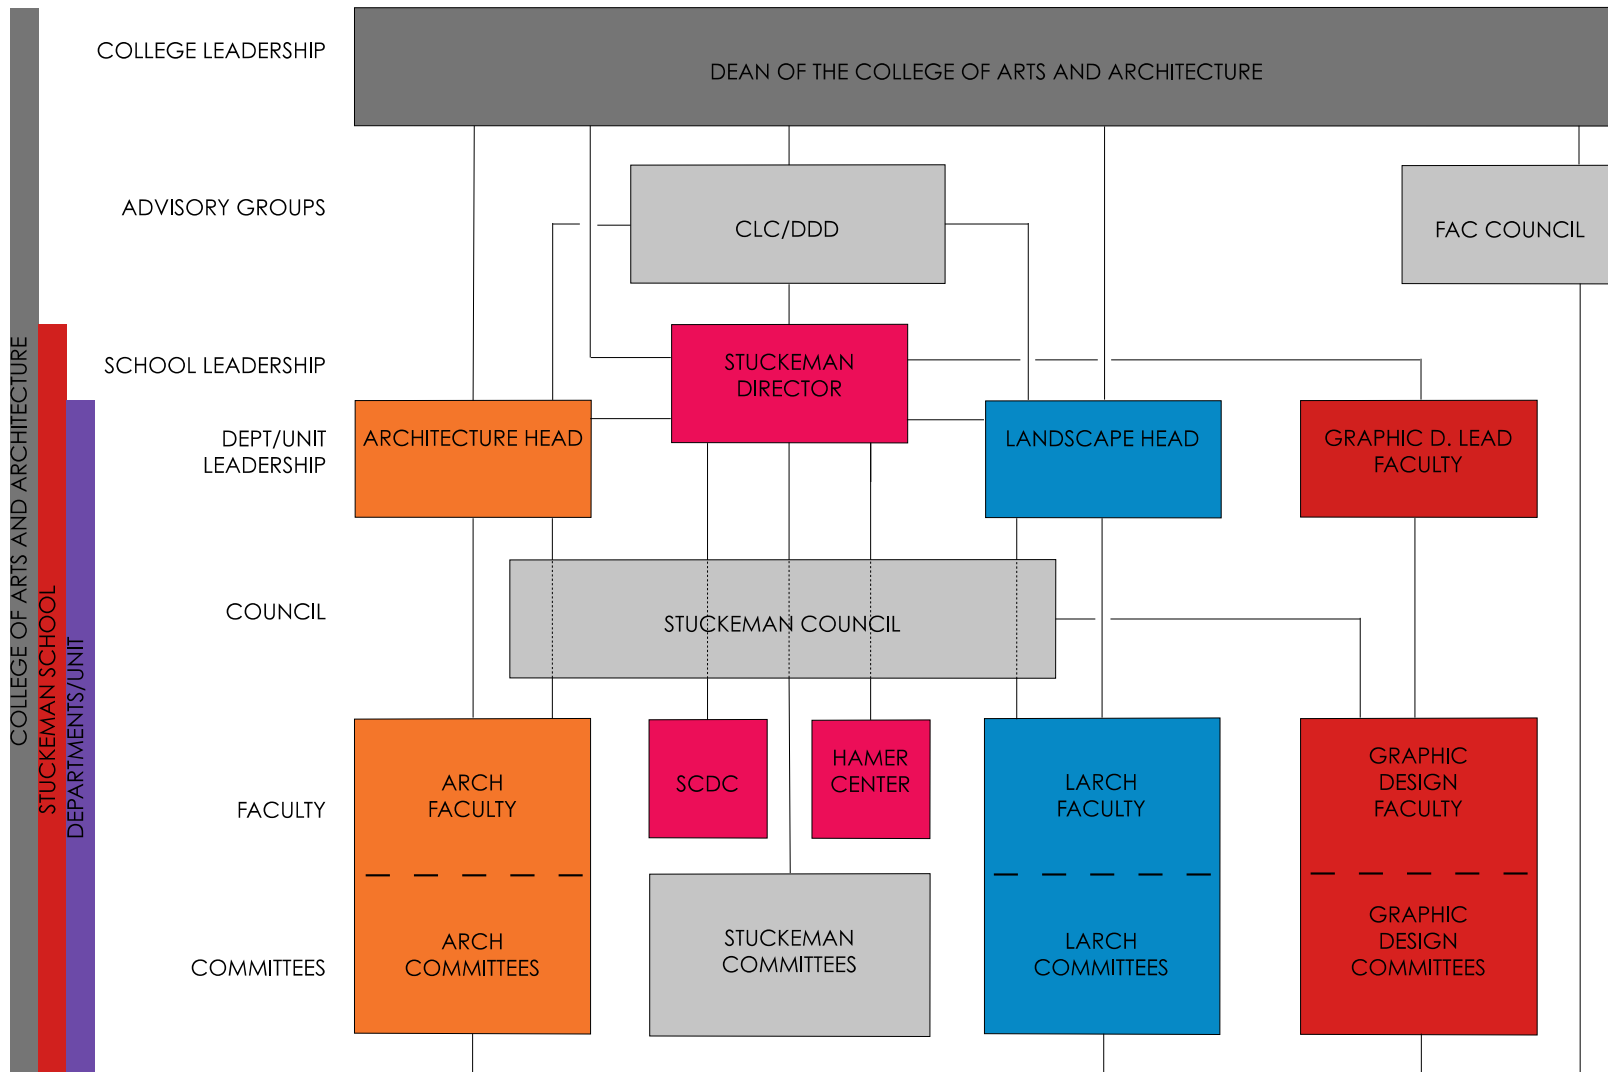 COLLEGE LEADERSHIP
DEAN OF THE COLLEGE OF ARTS AND ARCHITECTURE
ADVISORY GROUPS
CLC/DDD
FAC COUNCIL
SCHOOL LEADERSHIP
STUCKEMAN
DIRECTOR
DEPT/UNIT
LEADERSHIP
ARCHITECTURE HEAD
LANDSCAPE HEAD
GRAPHIC D. LEAD
FACULTY
COUNCIL
STUCKEMAN COUNCIL
FACULTY
ARCH
FACULTY
SCDC
HAMER
CENTER
LARCH
FACULTY
GRAPHIC
DESIGN
FACULTY
COMMITTEES
ARCH
COMMITTEES
STUCKEMAN
COMMITTEES
LARCH
COMMITTEES
GRAPHIC
DESIGN
COMMITTEES
COLLEGE OF ARTS AND ARCHITECTURE
STUCKEMAN SCHOOL
DEPARTMENTS/UNIT